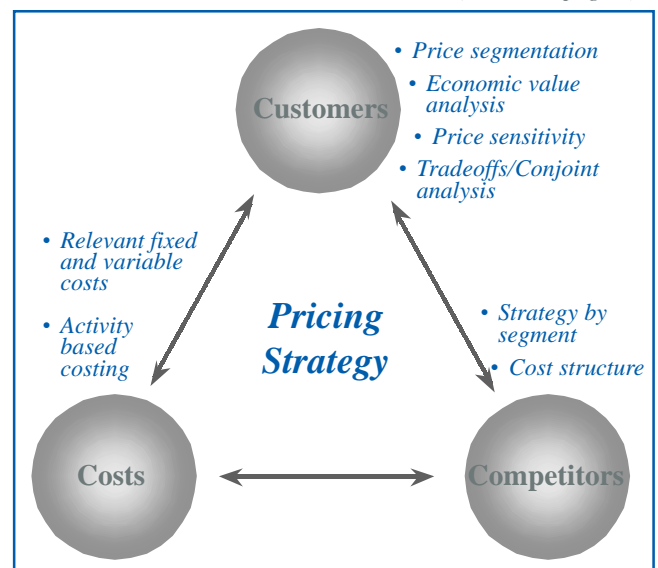 Customers
• Price segmentation
• Economic value
analysis
• Price sensitivity
• Tradeoffs/Conjoint
analysis
• Relevant fixed
and variable
costs
• Activity
based
costing
Pricing
Strategy
• Strategy by
segment
• Cost structure
Costs
Competitors